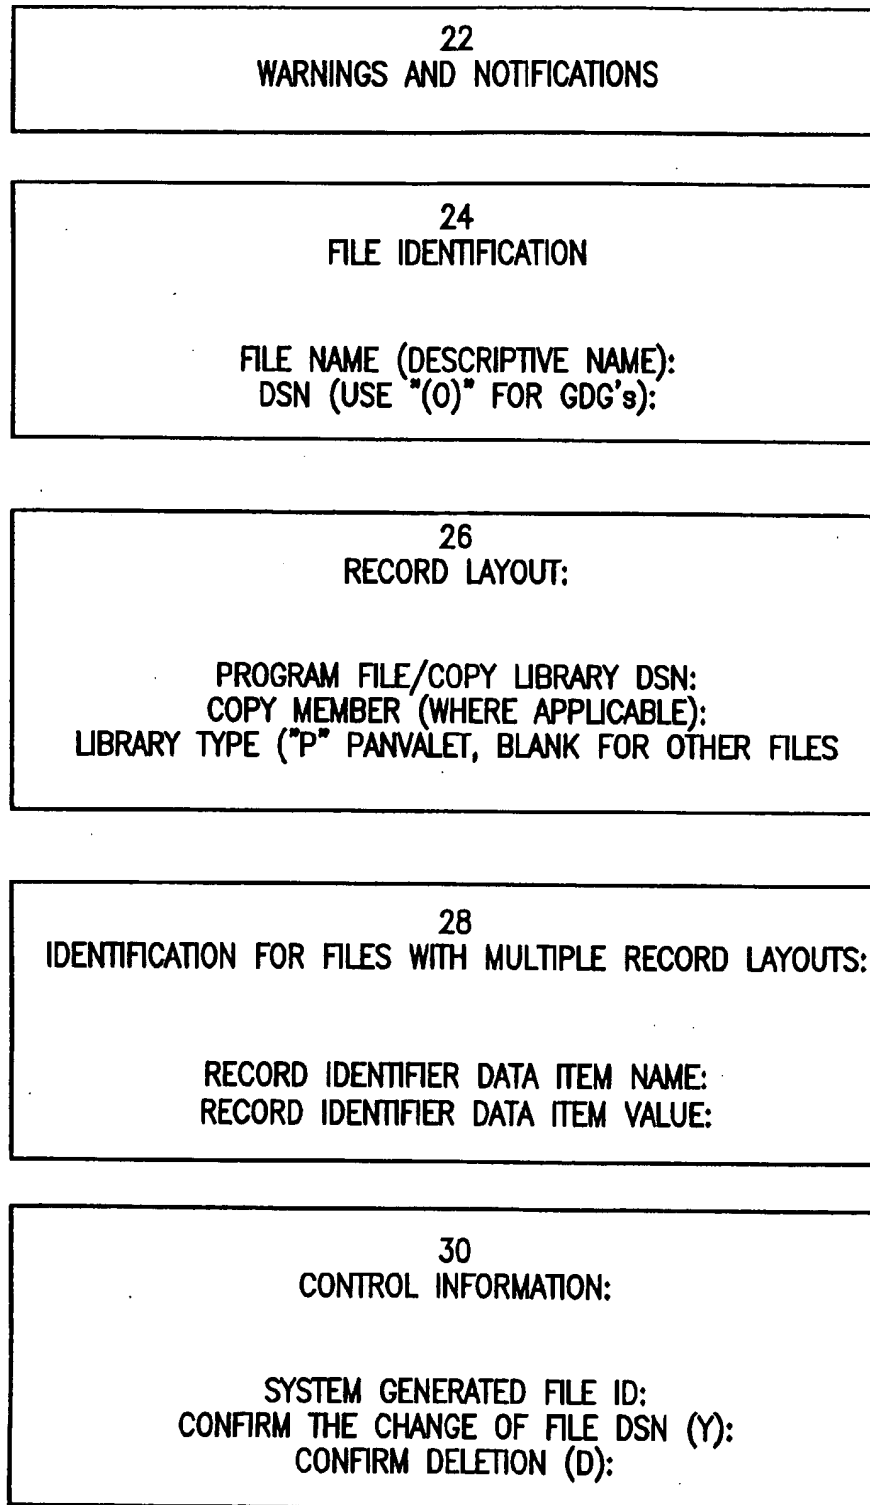 22
WARNINGS AND NOTIFICATIONS
24
FILE IDENTIFICATION
FILE NAME (DESCRIPTIVE NAME):
DSN (USE "(0)" FOR GDG's):
26
RECORD LAYOUT:
PROGRAM FILE/COPY LIBRARY DSN:
COPY MEMBER (WHERE APPLICABLE):
LIBRARY TYPE ("P" PANVALET, BLANK FOR OTHER FILES
28
IDENTIFICATION FOR FILES WITH MULTIPLE RECORD LAYOUTS:
RECORD IDENTIFIER DATA ITEM NAME:
RECORD IDENTIFIER DATA ITEM VALUE:
30
CONTROL INFORMATION:
SYSTEM GENERATED FILE ID:
CONFIRM THE CHANGE OF FILE DSN (Y):
CONFIRM DELETION (D):